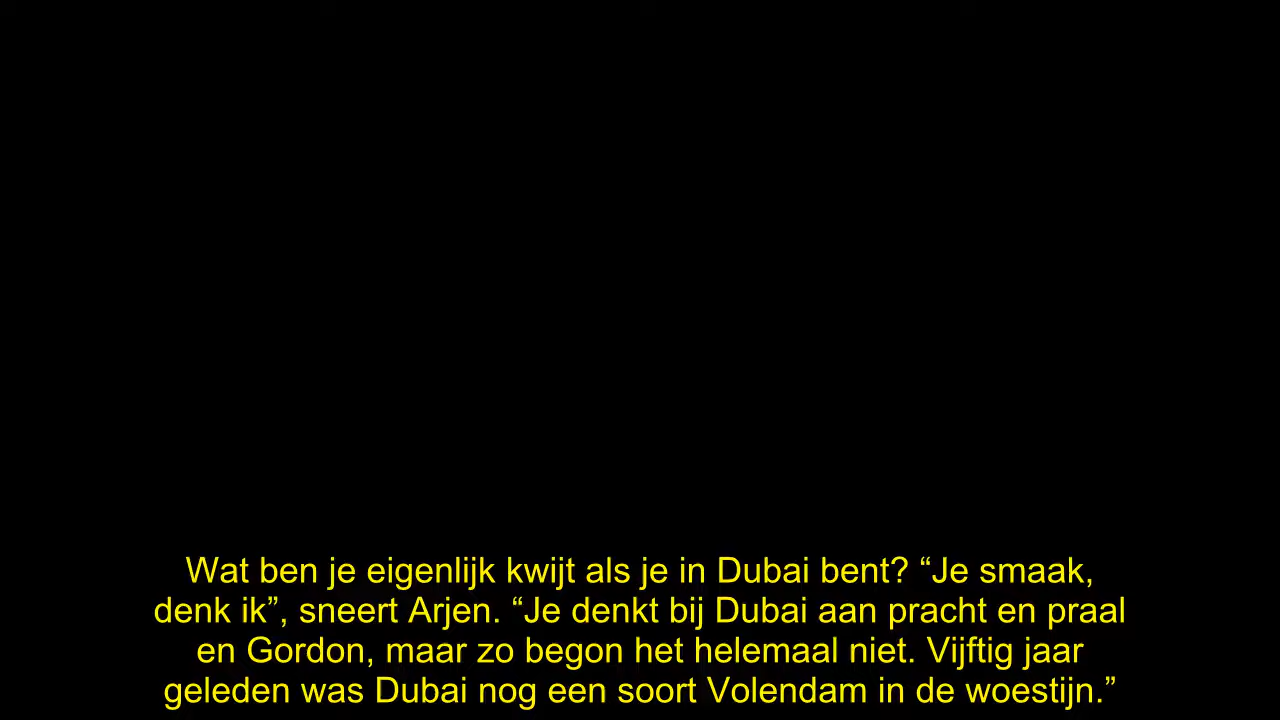 Wat ben je eigenlijk kwijt als je in Dubai bent? “Je smaak,
denk ik”, sneert Arjen. “Je denkt bij Dubai aan pracht en praal
en Gordon, maar zo begon het helemaal niet. Vijftig jaar
geleden was Dubai nog een soort Volendam in de woestijn.”